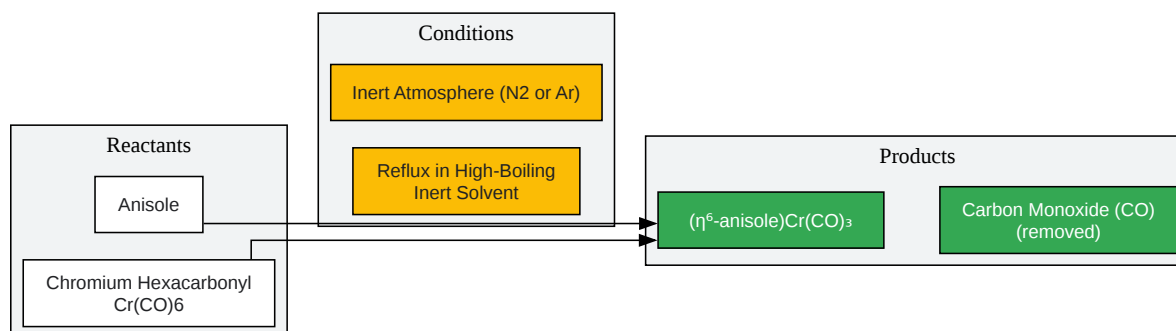 Conditions
Inert Atmosphere (N2 or Ar)
Reflux in High-Boiling
Inert Solvent
Reactants
Anisole
Chromium Hexacarbonyl
Cr(CO)6
Products
(η⁶-anisole)Cr(CO)₃
Carbon Monoxide (CO)
(removed)